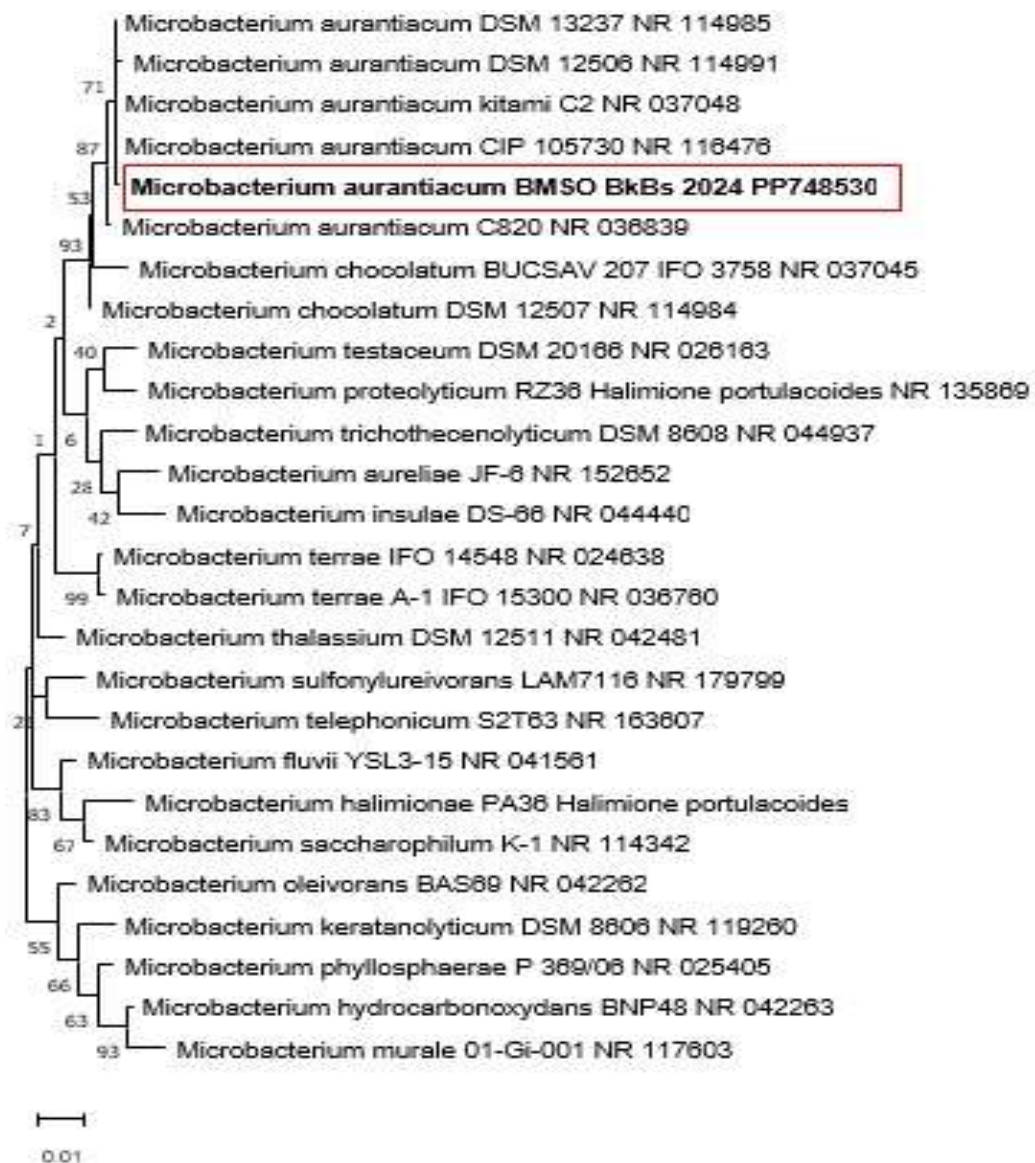 Microbacterium aurantiacum DSM 13237 NR 114985
Microbacterium aurantiacum DSM 12506 NR 114991
71
Microbacterium aurantiacum kitami C2 NR 037048
87
Microbacterium aurantiacum CIP 105730 NR 116476
Microbacterium aurantiacum BMSO BkBs 2024 PP748530
53
Microbacterium aurantiacum C820 NR 036839
93
Microbacterium chocolatum BUCSAV 207 IFO 3758 NR 037045
Microbacterium chocolatum DSM 12507 NR 114984
2
40
Microbacterium testaceum DSM 20166 NR 026163
Microbacterium proteolyticum RZ36 Halimione portulacoides NR 135869
1
6
Microbacterium trichothecenolyticum DSM 8608 NR 044937
Microbacterium aureliae JF-6 NR 152652
28
42
Microbacterium insulae DS-66 NR 044440
7
Microbacterium terrae IFO 14548 NR 024638
99
Microbacterium terrae A-1 IFO 15300 NR 036760
Microbacterium thalassium DSM 12511 NR 042481
Microbacterium sulfonylureivorans LAM7116 NR 179799
Microbacterium telephonicum S2T63 NR 163607
Microbacterium fluvii YSL3-15 NR 041561
83
Microbacterium halimionae PA36 Halimione portulacoides
67
Microbacterium saccharophilum K-1 NR 114342
Microbacterium oleivorans BAS69 NR 042262
55
Microbacterium keratanolyticum DSM 8606 NR 119260
66
Microbacterium phyllosphaerae P 369/06 NR 025405
63
Microbacterium hydrocarbonoxydans BNP48 NR 042263
93
Microbacterium murale 01-Gi-001 NR 117603
0.01